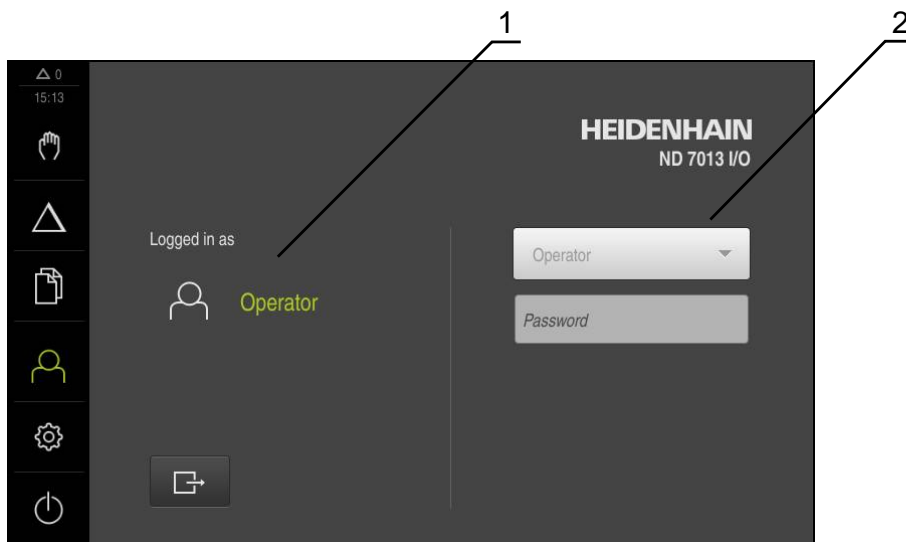 1
2
△ 0
15:13
HEIDENHAIN
ND 7013 I/O
Logged in as
Operator
Operator
Password